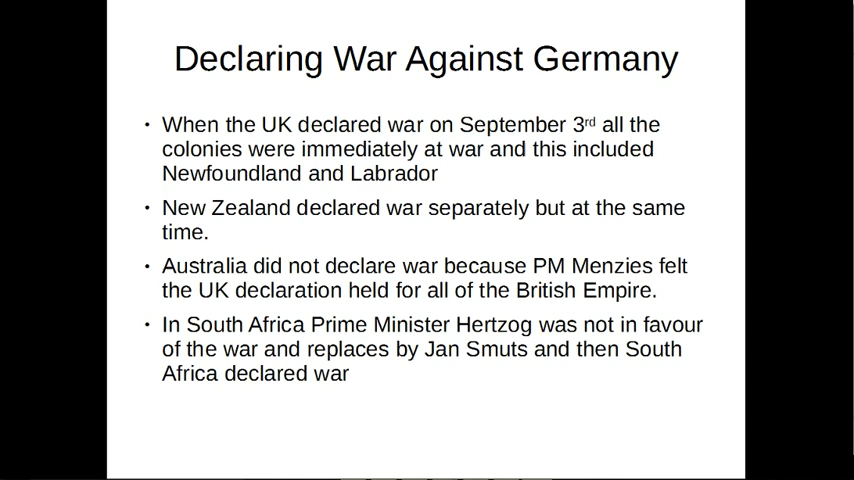 Declaring War Against Germany
• When the UK declared war on September 3rd all the
colonies were immediately at war and this included
Newfoundland and Labrador
• New Zealand declared war separately but at the same
time.
• Australia did not declare war because PM Menzies felt
the UK declaration held for all of the British Empire.
• In South Africa Prime Minister Hertzog was not in favour
of the war and replaces by Jan Smuts and then South
Africa declared war